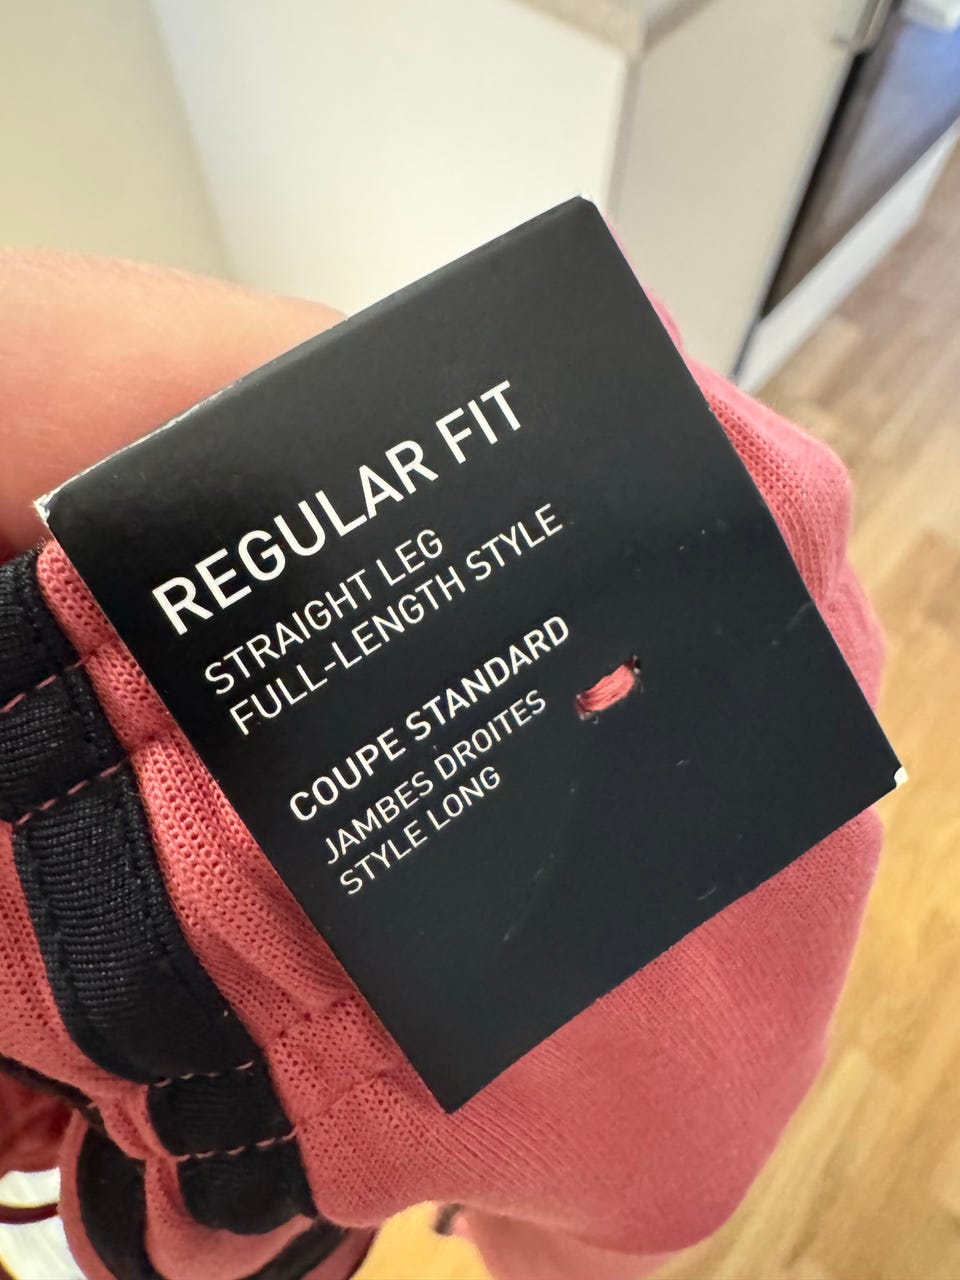 REGULAR FIT
STRAIGHT LEG
FULL-LENGTH STYLE
COUPE STANDARD
JAMBES DROITES
STYLE LONG